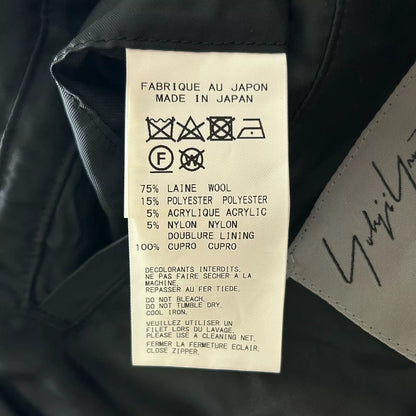 FABRIQUE AU JAPON
MADE IN JAPAN
F W
75% LAINE WOOL
15% POLYESTER POLYESTER
5% ACRYLIQUE ACRYLIC
5% NYLON NYLON
DOUBLURE LINING
100% CUPRO CUPRO
DECOLORANTS INTERDITS.
NE PAS FAIRE SECHER A LA
MACHINE.
REPASSER AU FER TIEDE.
DO NOT BLEACH.
DO NOT TUMBLE DRY.
COOL IRON.
VEUILLEZ UTILISER UN
FILET LORS DU LAVAGE.
PLEASE USE A CLEANING NET.
FERMER LA FERMETURE ECLAIR.
CLOSE ZIPPER.
Yohji